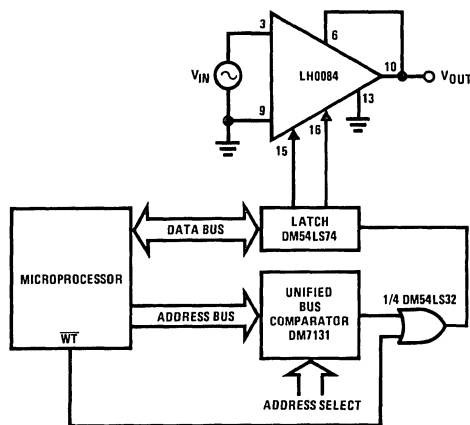 3
6
V_IN
LH0084
10
V_OUT
13
9
16
15
DATA BUS
LATCH
DM54LS74
MICROPROCESSOR
UNIFIED
BUS
COMPARATOR
DM7131
1/4 DM54LS32
ADDRESS BUS
W̅T̅
ADDRESS SELECT